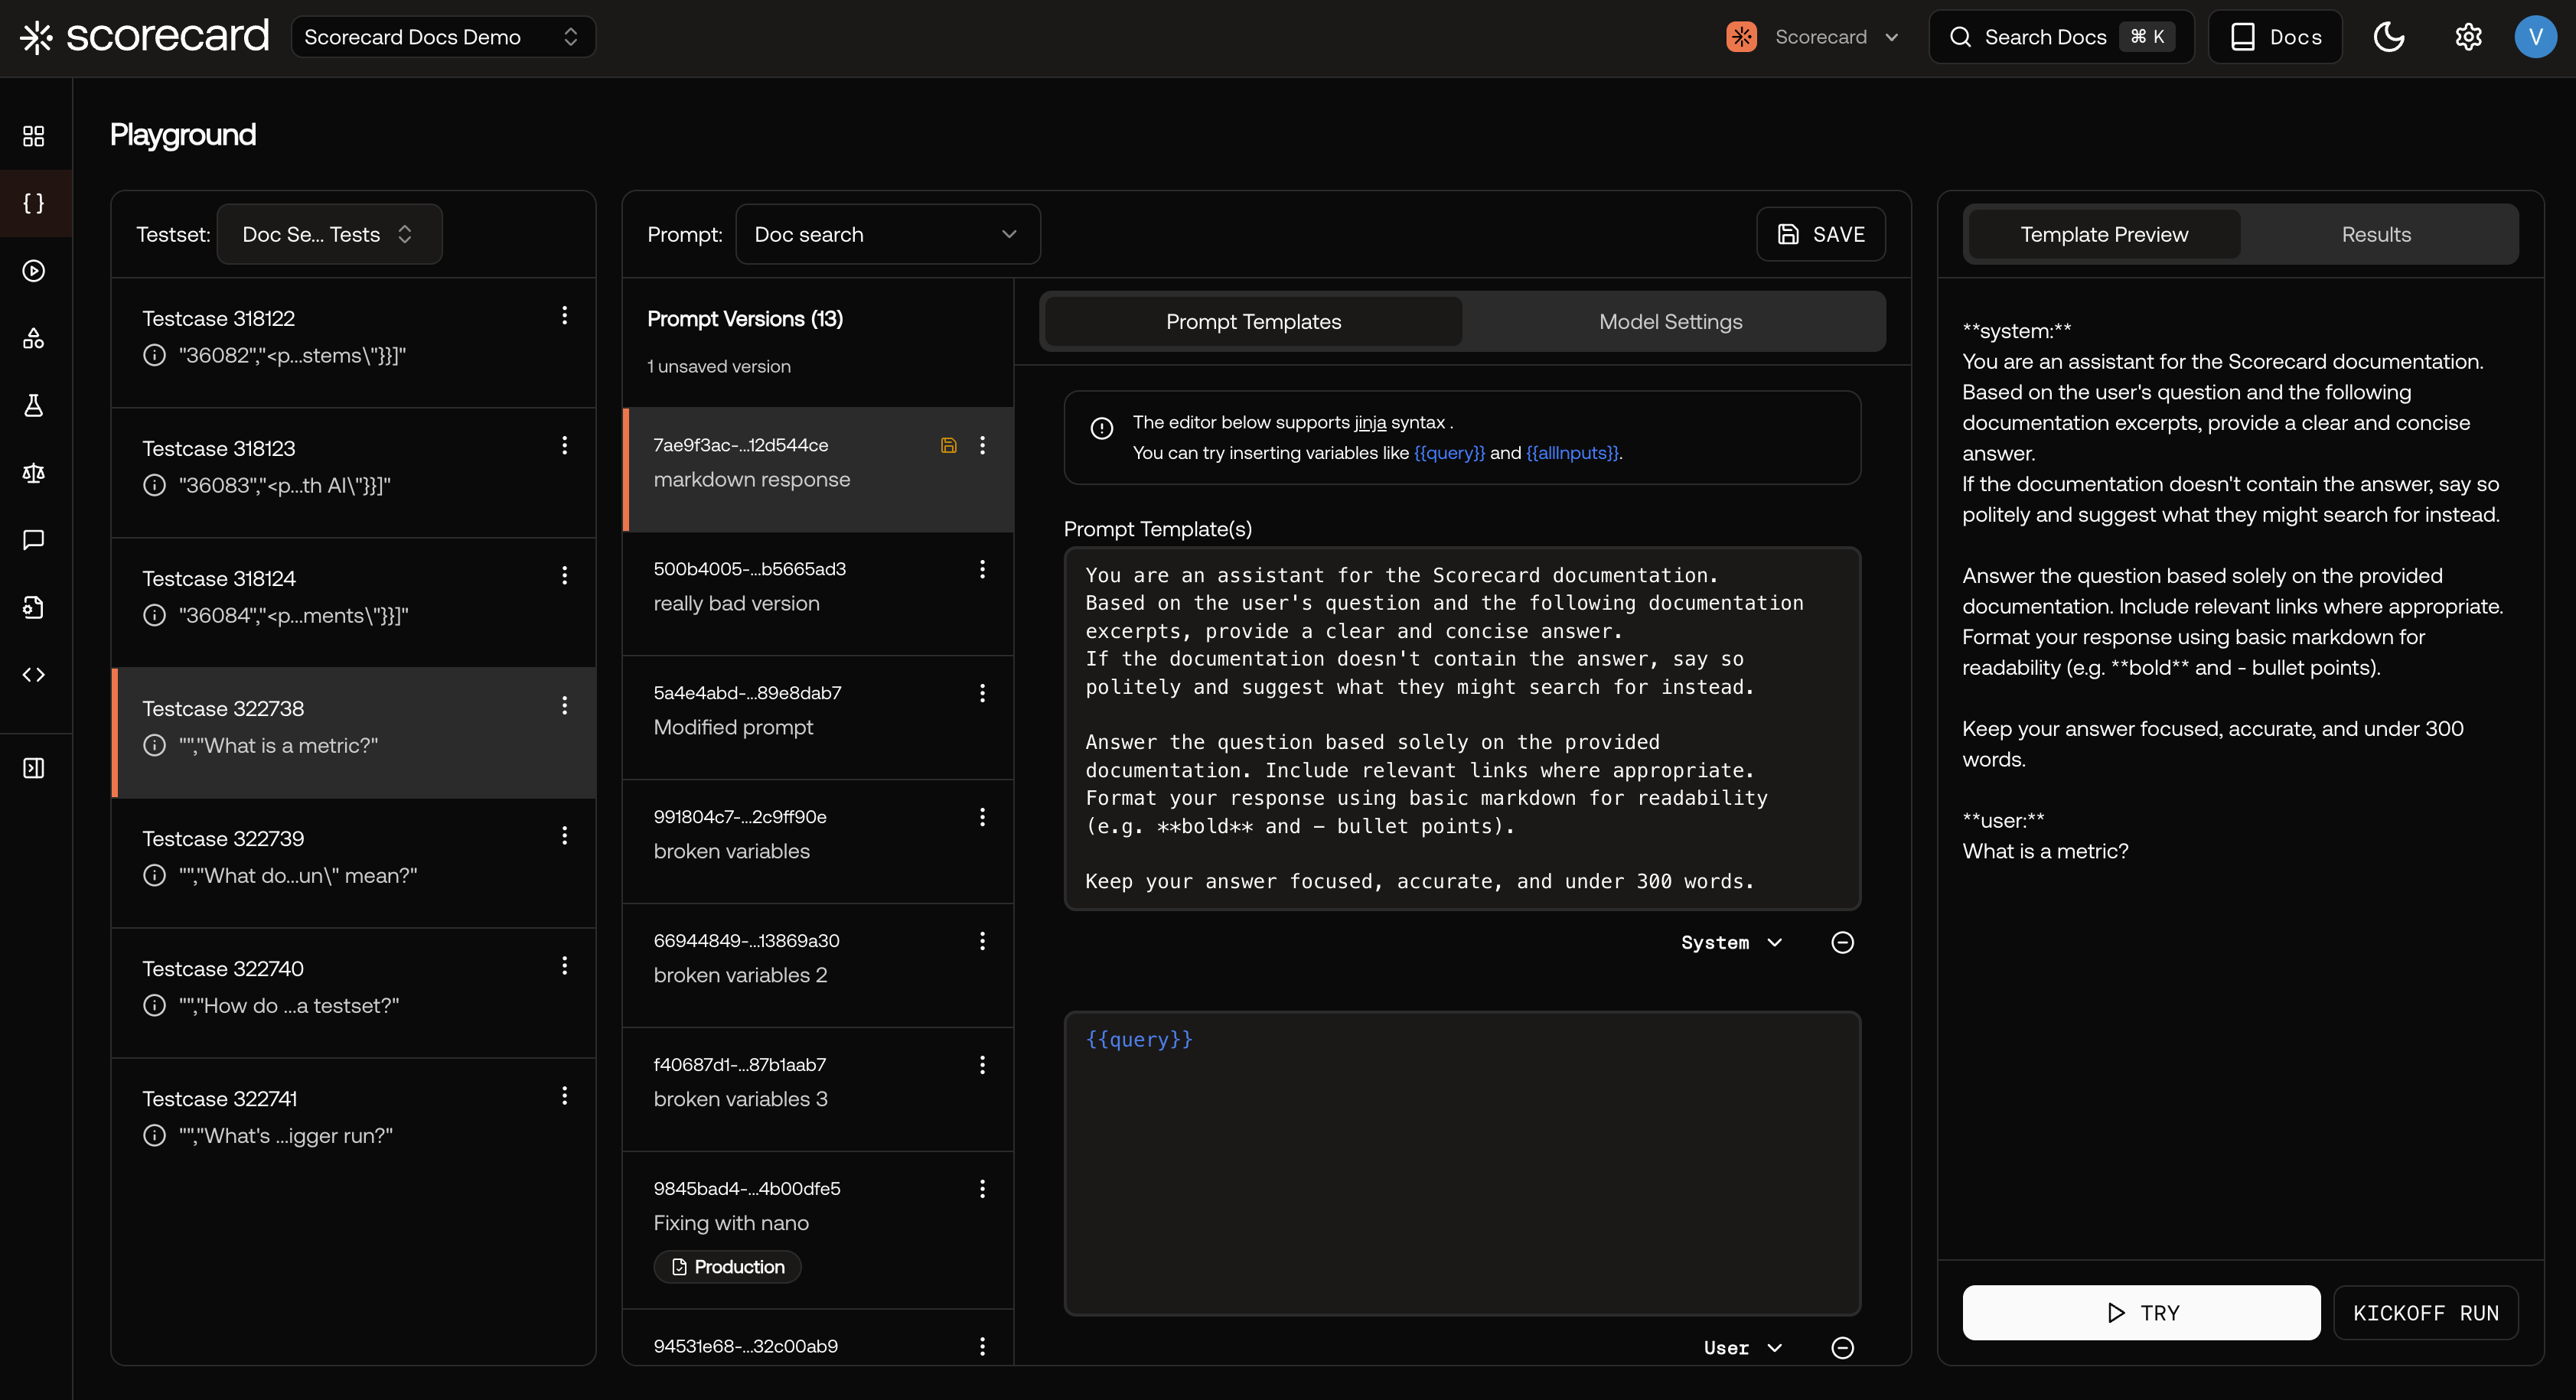 scorecard
Scorecard Docs Demo
Scorecard
Search Docs
⌘ K
Docs
V
Playground
Testset:
Doc Se... Tests
Testcase 318122
"36082","<p...stems\"}}]"
Testcase 318123
"36083","<p...th AI\"}}]"
Testcase 318124
"36084","<p...ments\"}}]"
Testcase 322738
"","What is a metric?"
Testcase 322739
"","What do...un\" mean?"
Testcase 322740
"","How do ...a testset?"
Testcase 322741
"","What's ...igger run?"
Prompt:
Doc search
SAVE
Prompt Versions (13)
1 unsaved version
7ae9f3ac-...12d544ce
markdown response
500b4005-...b5665ad3
really bad version
5a4e4abd-...89e8dab7
Modified prompt
991804c7-...2c9ff90e
broken variables
66944849-...13869a30
broken variables 2
f40687d1-...87b1aab7
broken variables 3
9845bad4-...4b00dfe5
Fixing with nano
Production
94531e68-...32c00ab9
Prompt Templates
Model Settings
The editor below supports jinja syntax .
You can try inserting variables like {{query}} and {{allInputs}}.
Prompt Template(s)
You are an assistant for the Scorecard documentation.
Based on the user's question and the following documentation
excerpts, provide a clear and concise answer.
If the documentation doesn't contain the answer, say so
politely and suggest what they might search for instead.
Answer the question based solely on the provided
documentation. Include relevant links where appropriate.
Format your response using basic markdown for readability
(e.g. **bold** and – bullet points).
Keep your answer focused, accurate, and under 300 words.
System
{{query}}
User
Template Preview
Results
**system:**
You are an assistant for the Scorecard documentation.
Based on the user's question and the following
documentation excerpts, provide a clear and concise
answer.
If the documentation doesn't contain the answer, say so
politely and suggest what they might search for instead.
Answer the question based solely on the provided
documentation. Include relevant links where appropriate.
Format your response using basic markdown for
readability (e.g. **bold** and - bullet points).
Keep your answer focused, accurate, and under 300
words.
**user:**
What is a metric?
TRY
KICKOFF RUN